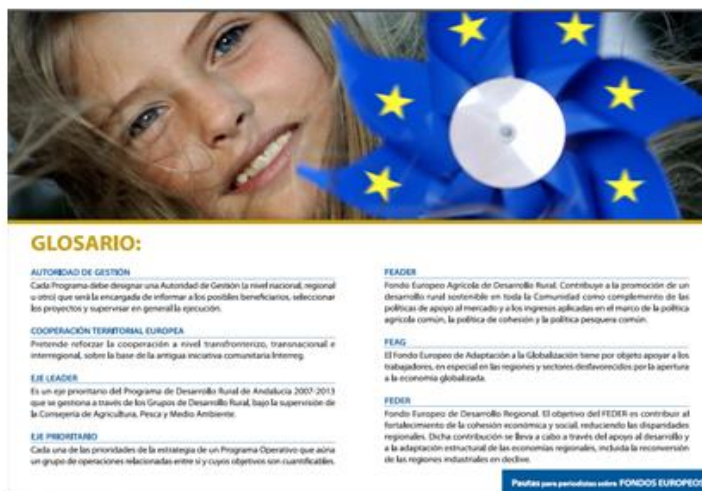 GLOSARIO:
AUTORIDAD DE GESTIÓN
Cada Programa debe designar una Autoridad de Gestión (a nivel nacional, regional
u otro) que será la encargada de informar a los posibles beneficiarios, seleccionar
los proyectos y supervisar en general la ejecución.
COOPERACIÓN TERRITORIAL EUROPEA
Pretende reforzar la cooperación a nivel transfronterizo, transnacional e
interregional, sobre la base de la antigua iniciativa comunitaria Interreg.
EJE LEADER
Es un eje prioritario del Programa de Desarrollo Rural de Andalucía 2007-2013
que se gestiona a través de los Grupos de Desarrollo Rural, bajo la supervisión de
la Consejería de Agricultura, Pesca y Medio Ambiente.
EJE PRIORITARIO
Cada una de las prioridades de la estrategia de un Programa Operativo que aúna
un grupo de operaciones relacionadas entre sí y cuyos objetivos son cuantificables.
FEADER
Fondo Europeo Agrícola de Desarrollo Rural. Contribuye a la promoción de un
desarrollo rural sostenible en toda la Comunidad como complemento de las
políticas de apoyo al mercado y a los ingresos aplicadas en el marco de la política
agrícola común, la política de cohesión y la política pesquera común.
FEAG
El Fondo Europeo de Adaptación a la Globalización tiene por objeto apoyar a los
trabajadores, en especial en las regiones y sectores desfavorecidos por la apertura
a la economía globalizada.
FEDER
Fondo Europeo de Desarrollo Regional. El objetivo del FEDER es contribuir al
fortalecimiento de la cohesión económica y social, reduciendo las disparidades
regionales. Dicha contribución se lleva a cabo a través del apoyo al desarrollo y
a la adaptación estructural de las economías regionales, incluida la reconversión
de las regiones industriales en declive.
Pautas para periodistas sobre FONDOS EUROPEOS